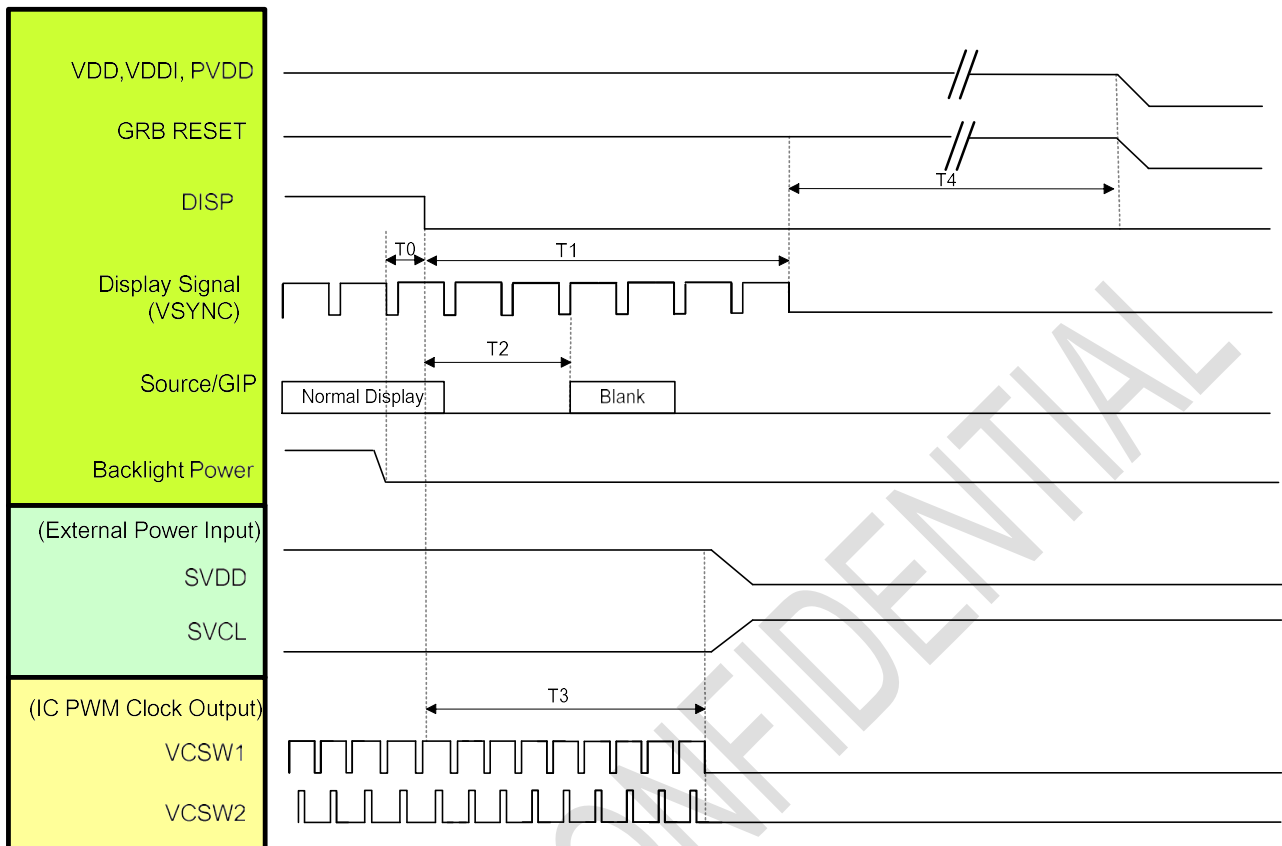 VDD,VDDI, PVDD
GRB RESET
T4
DISP
T0
T1
Display Signal
(VSYNC)
T2
Source/GIP
Normal Display
Blank
Backlight Power
(External Power Input)
SVDD
SVCL
T3
(IC PWM Clock Output)
VCSW1
VCSW2
ONFIDENTIAL